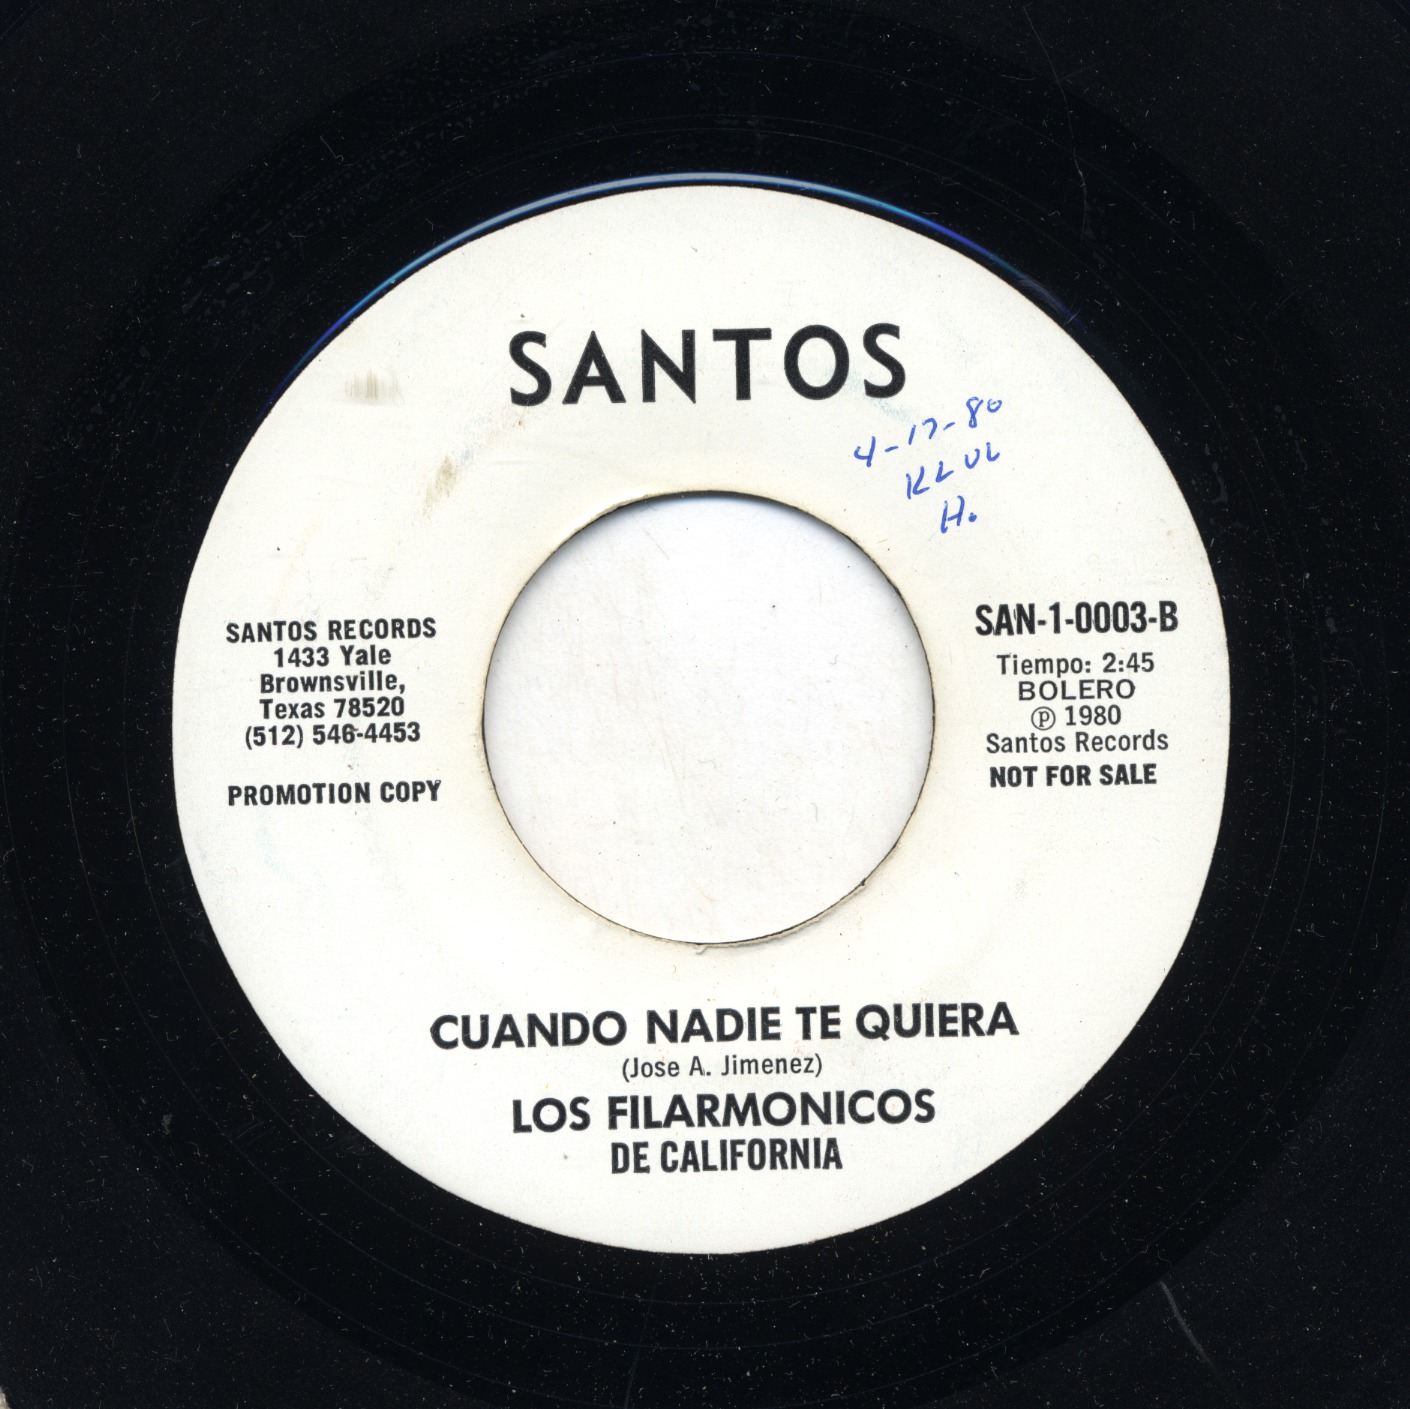 SANTOS
4-17-80
KLVL
H.
SANTOS RECORDS
1433 Yale
Brownsville,
Texas 78520
(512) 546-4453
PROMOTION COPY
SAN-1-0003-B
Tiempo: 2:45
BOLERO
℗ 1980
Santos Records
NOT FOR SALE
CUANDO NADIE TE QUIERA
(Jose A. Jimenez)
LOS FILARMONICOS
DE CALIFORNIA